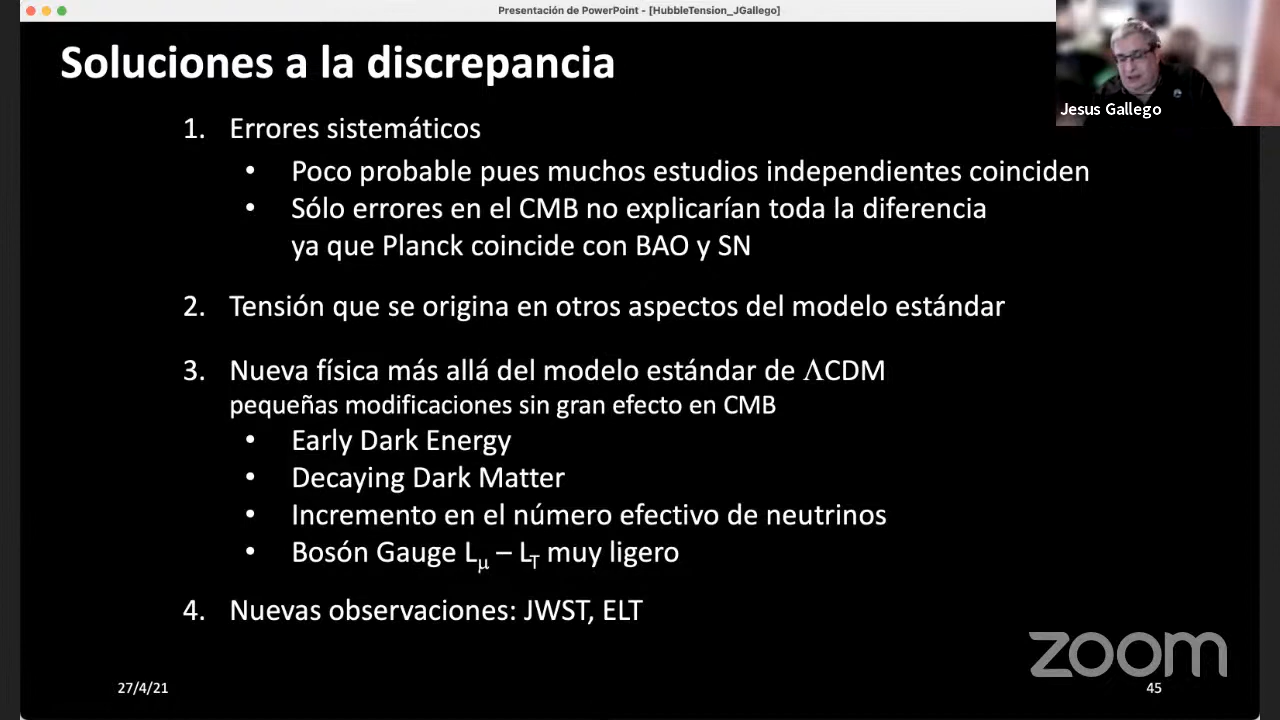 Presentación de PowerPoint - [HubbleTension_JGallego]
Soluciones a la discrepancia
Jesus Gallego
1. Errores sistemáticos
• Poco probable pues muchos estudios independientes coinciden
• Sólo errores en el CMB no explicarían toda la diferencia
ya que Planck coincide con BAO y SN
2. Tensión que se origina en otros aspectos del modelo estándar
3. Nueva física más allá del modelo estándar de ΛCDM
pequeñas modificaciones sin gran efecto en CMB
• Early Dark Energy
• Decaying Dark Matter
• Incremento en el número efectivo de neutrinos
• Bosón Gauge Lμ – LT muy ligero
4. Nuevas observaciones: JWST, ELT
zoom
27/4/21
45